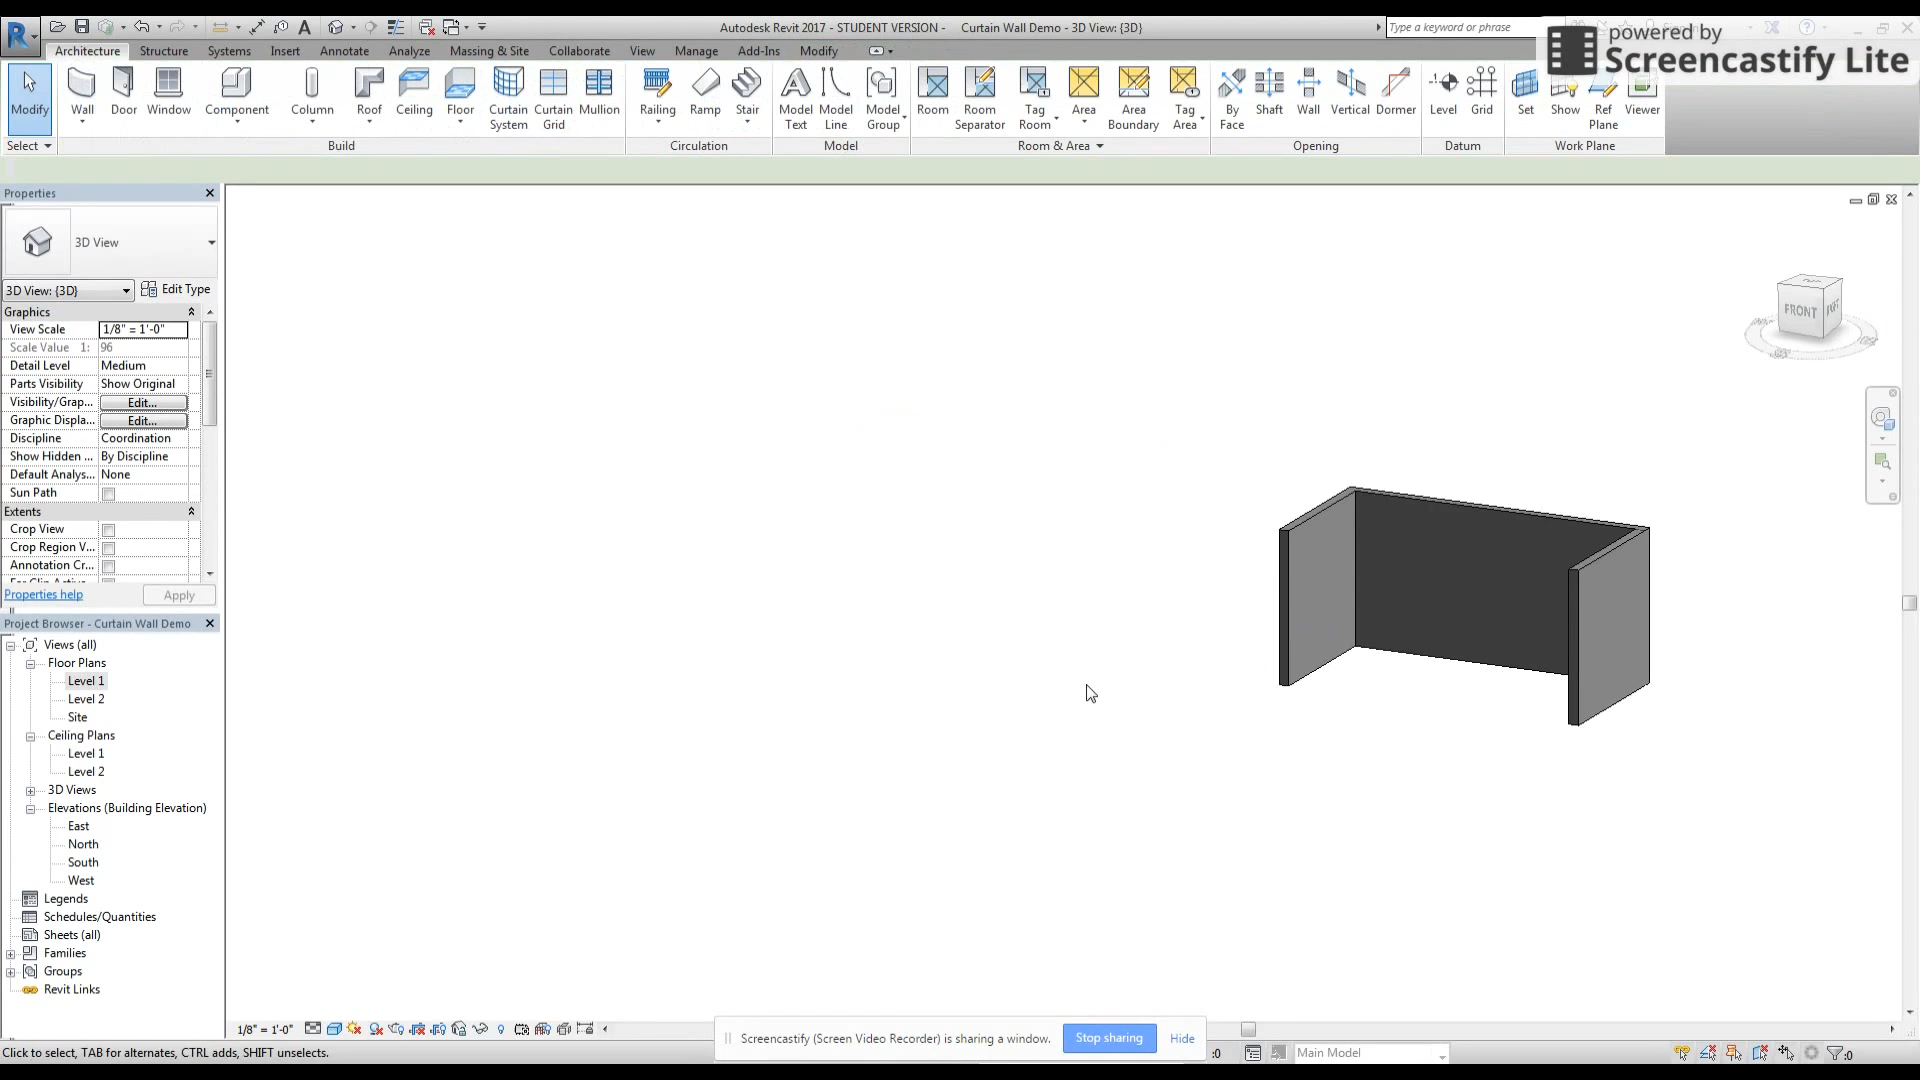 Autodesk Revit 2017 - STUDENT VERSION - Curtain Wall Demo - 3D View: {3D}
Type a keyword or phrase
powered by
Screencastify Lite
Architecture Structure Systems Insert Annotate Analyze Massing & Site Collaborate View Manage Add-Ins Modify
Modify Wall Door Window Component Column Roof Ceiling Floor Curtain System Curtain Grid Mullion Railing Ramp Stair Model Text Model Line Model Group Room Room Separator Tag Room Area Area Boundary Tag Area By Face Shaft Wall Vertical Dormer Level Grid Set Show Ref Plane Viewer
Select Build Circulation Model Room & Area Opening Datum Work Plane
Properties
3D View
3D View: {3D} Edit Type
Graphics
View Scale 1/8" = 1'-0"
Scale Value 1: 96
Detail Level Medium
Parts Visibility Show Original
Visibility/Grap... Edit...
Graphic Displa... Edit...
Discipline Coordination
Show Hidden ... By Discipline
Default Analys... None
Sun Path
Extents
Crop View
Crop Region V...
Annotation Cr...
Properties help Apply
Project Browser - Curtain Wall Demo
Views (all)
Floor Plans
Level 1
Level 2
Site
Ceiling Plans
Level 1
Level 2
3D Views
Elevations (Building Elevation)
East
North
South
West
Legends
Schedules/Quantities
Sheets (all)
Families
Groups
Revit Links
FRONT
1/8" = 1'-0"
Screencastify (Screen Video Recorder) is sharing a window. Stop sharing Hide
Click to select, TAB for alternates, CTRL adds, SHIFT unselects.
:0 Main Model :0